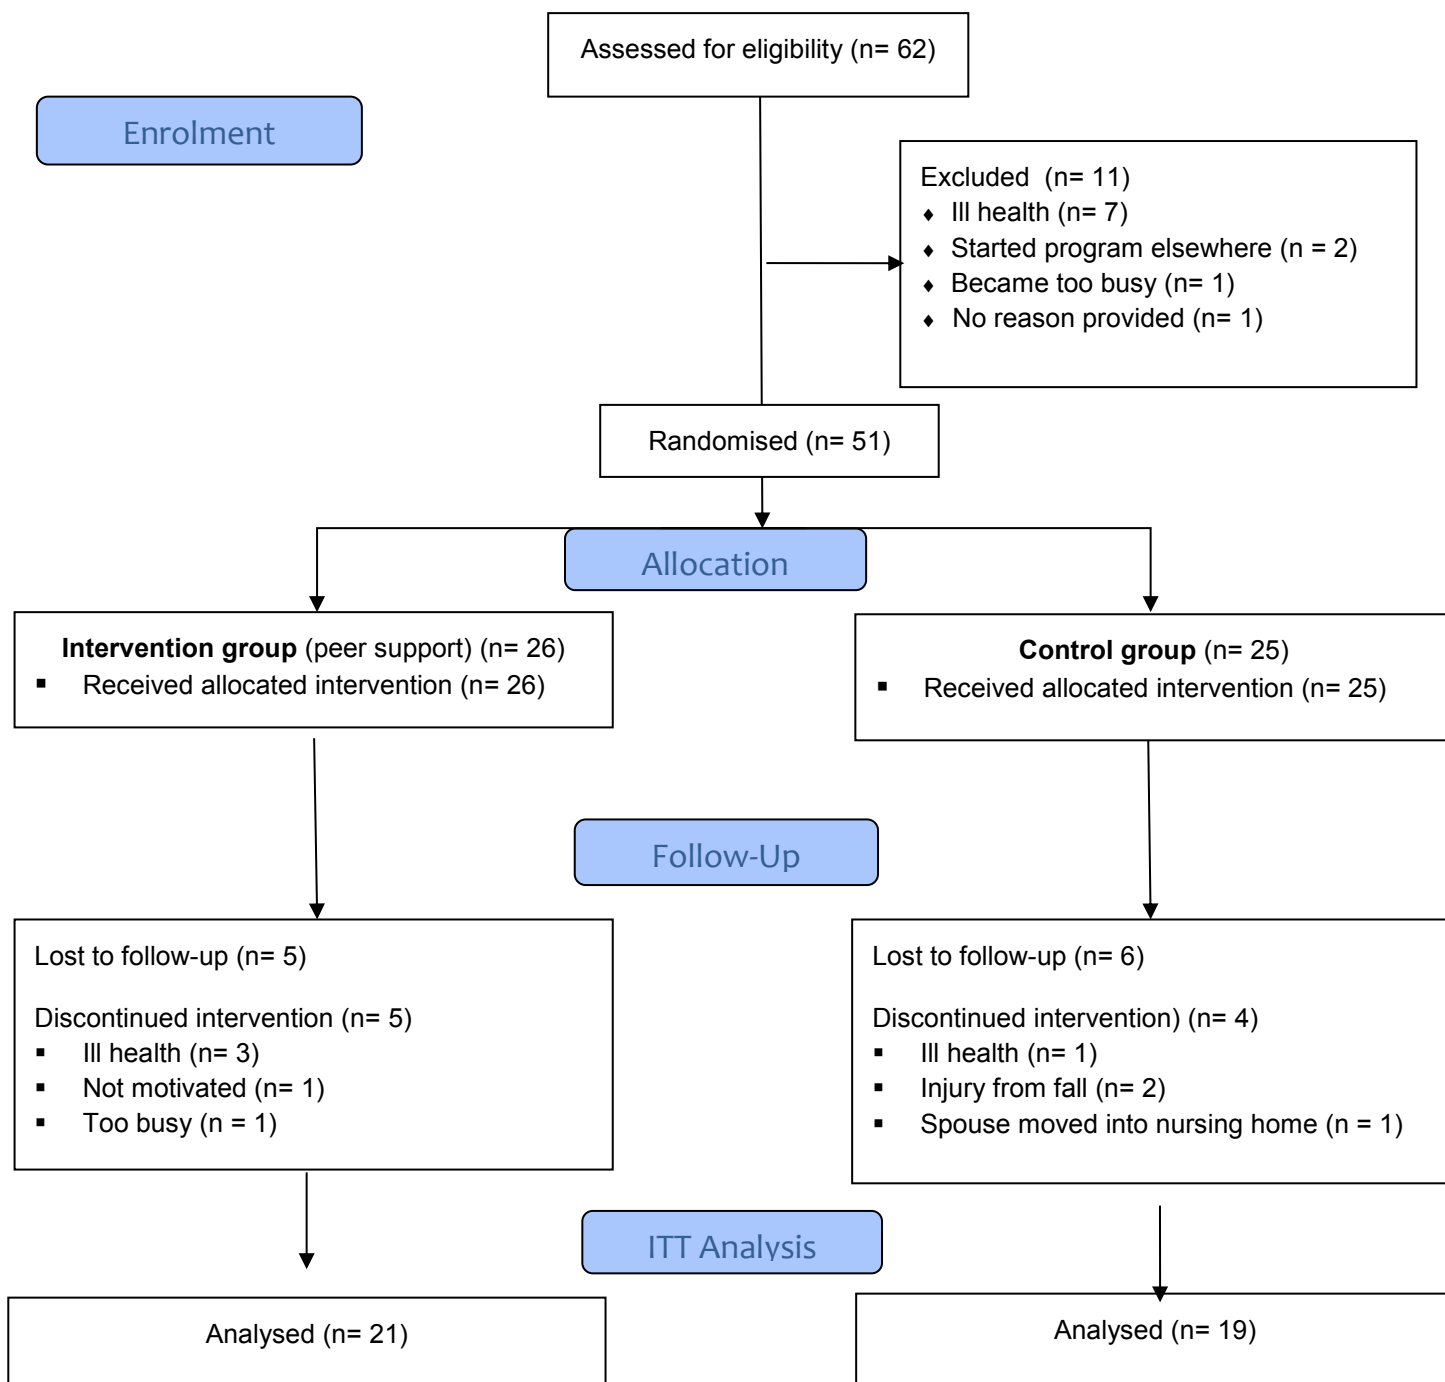 Assessed for eligibility (n= 62)
Enrolment
Excluded (n= 11)
♦ Ill health (n= 7)
♦ Started program elsewhere (n = 2)
♦ Became too busy (n= 1)
♦ No reason provided (n= 1)
Randomised (n= 51)
Allocation
Intervention group (peer support) (n= 26)
▪ Received allocated intervention (n= 26)
Control group (n= 25)
▪ Received allocated intervention (n= 25)
Follow-Up
Lost to follow-up (n= 5)
Discontinued intervention (n= 5)
▪ Ill health (n= 3)
▪ Not motivated (n= 1)
▪ Too busy (n = 1)
Lost to follow-up (n= 6)
Discontinued intervention) (n= 4)
▪ Ill health (n= 1)
▪ Injury from fall (n= 2)
▪ Spouse moved into nursing home (n = 1)
ITT Analysis
Analysed (n= 21)
Analysed (n= 19)